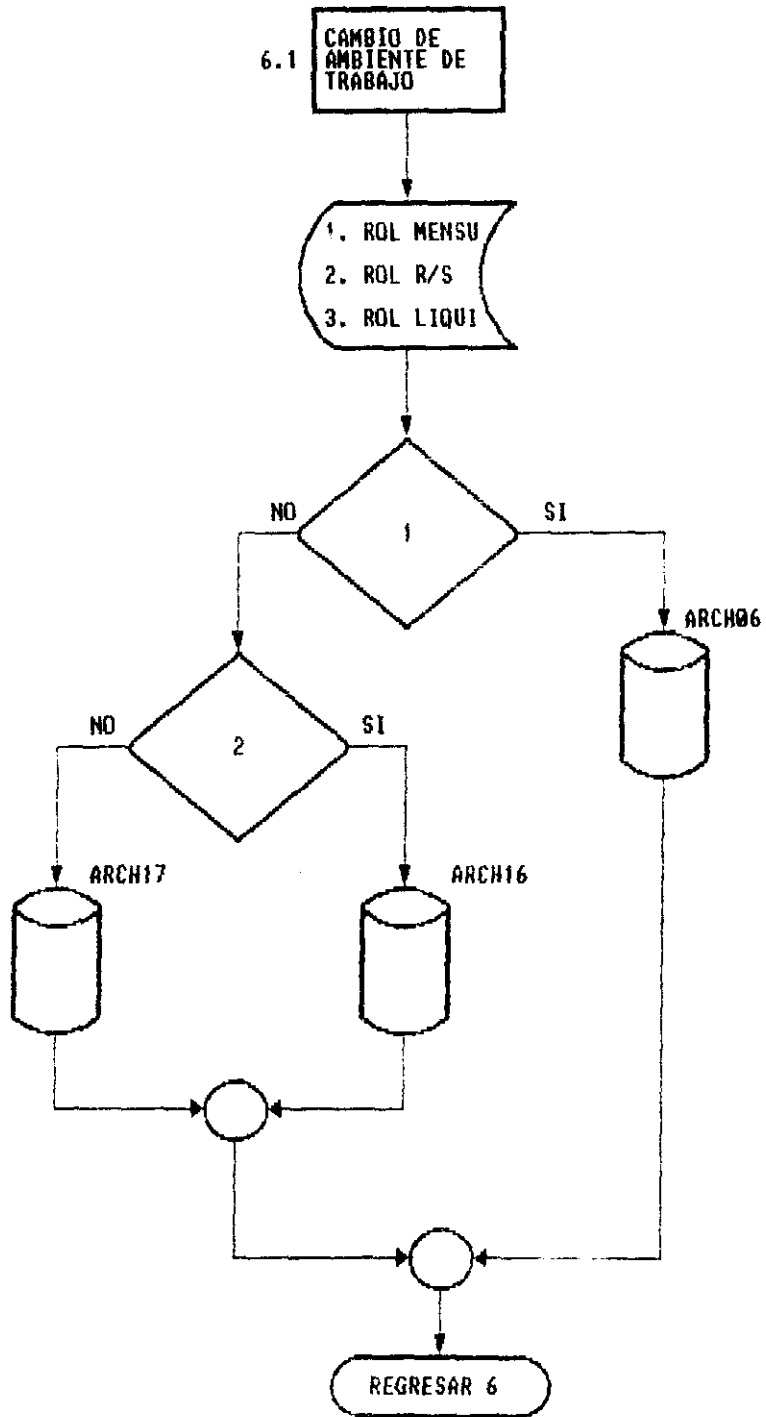 6.1
CAMBIO DE
AMBIENTE DE
TRABAJO
1. ROL MENSU
2. ROL R/S
3. ROL LIQUI
NO
1
SI
ARCH06
NO
2
SI
ARCH17
ARCH16
REGRESAR 6